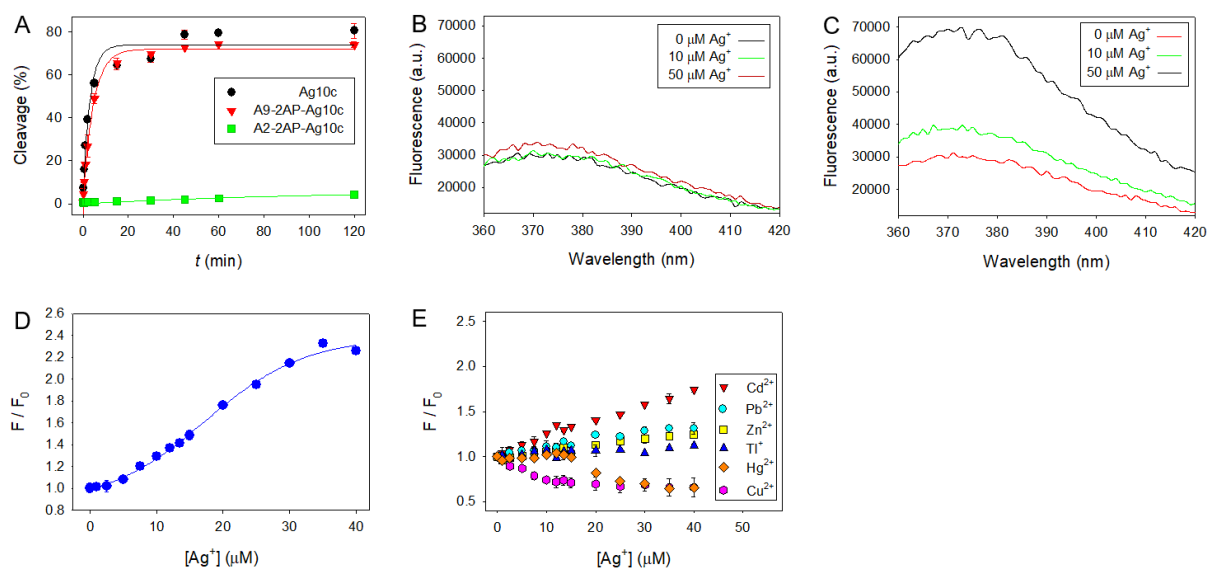 A
Cleavage (%)
80
60
40
20
0
Ag10c
A9-2AP-Ag10c
A2-2AP-Ag10c
0 20 40 60 80 100 120
t (min)
B
Fluorescence (a.u.)
70000
60000
50000
40000
30000
20000
0 μM Ag⁺
10 μM Ag⁺
50 μM Ag⁺
360 370 380 390 400 410 420
Wavelength (nm)
C
Fluorescence (a.u.)
70000
60000
50000
40000
30000
20000
0 μM Ag⁺
10 μM Ag⁺
50 μM Ag⁺
360 380 400 420
Wavelength (nm)
D
F / F₀
2.6
2.4
2.2
2.0
1.8
1.6
1.4
1.2
1.0
0.8
0 10 20 30 40
[Ag⁺] (μM)
E
F / F₀
2.5
2.0
1.5
1.0
0.5
Cd²⁺
Pb²⁺
Zn²⁺
Tl⁺
Hg²⁺
Cu²⁺
0 10 20 30 40 50
[Ag⁺] (μM)